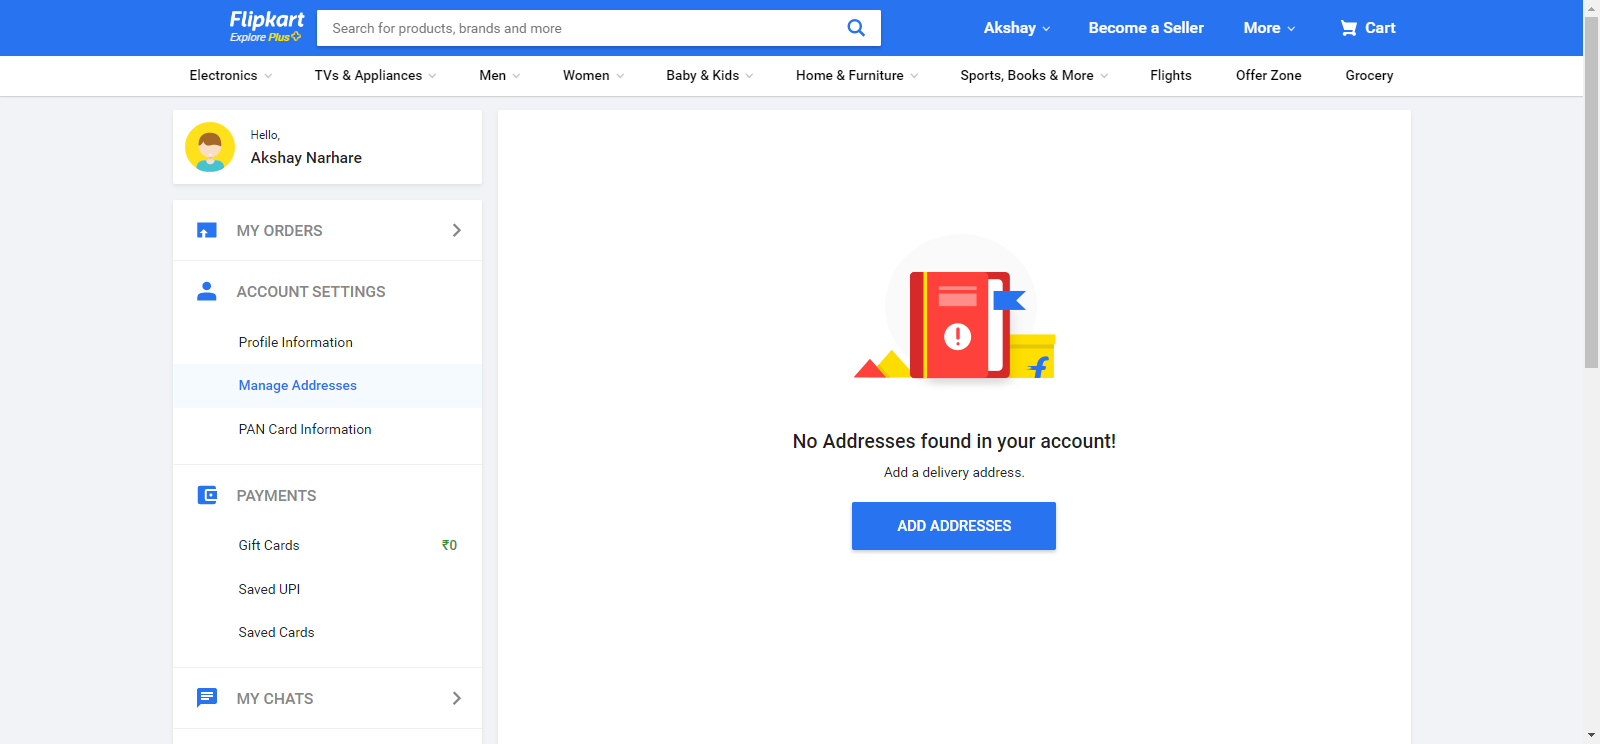 Flipkart
Explore Plus
Search for products, brands and more
Akshay
Become a Seller
More
Cart
Electronics
TVs & Appliances
Men
Women
Baby & Kids
Home & Furniture
Sports, Books & More
Flights
Offer Zone
Grocery
Hello,
Akshay Narhare
MY ORDERS
ACCOUNT SETTINGS
Profile Information
Manage Addresses
PAN Card Information
PAYMENTS
Gift Cards ₹0
Saved UPI
Saved Cards
MY CHATS
No Addresses found in your account!
Add a delivery address.
ADD ADDRESSES